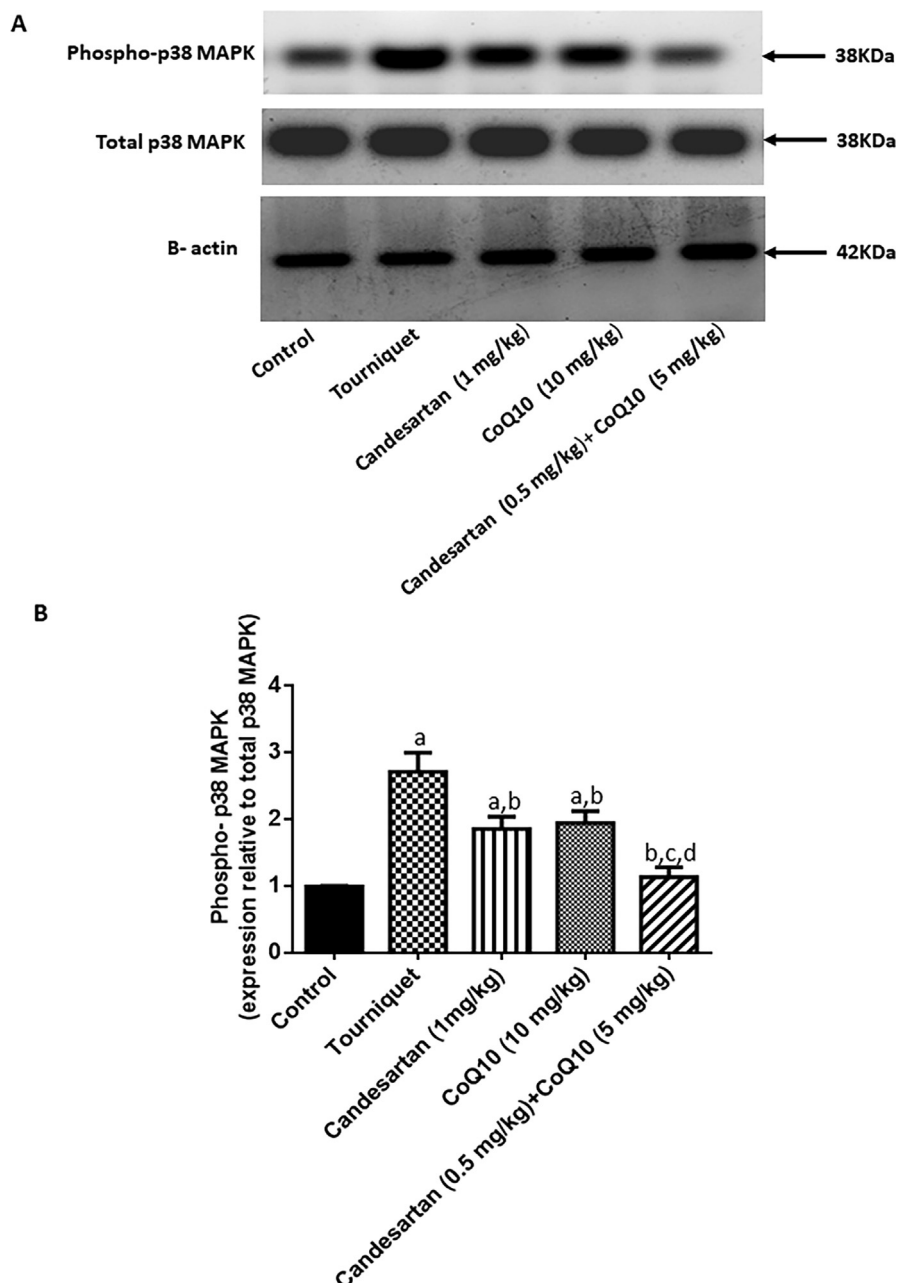 A
Phospho-p38 MAPK
38KDa
Total p38 MAPK
38KDa
B- actin
42KDa
Control
Tourniquet
Candesartan (1 mg/kg)
CoQ10 (10 mg/kg)
Candesartan (0.5 mg/kg)+ CoQ10 (5 mg/kg)
B
Phospho- p38 MAPK
(expression relative to total p38 MAPK)
4
3
2
1
0
a
a,b
a,b
b,c,d
Control
Tourniquet
Candesartan (1mg/kg)
CoQ10 (10 mg/kg)
Candesartan (0.5 mg/kg)+CoQ10 (5 mg/kg)